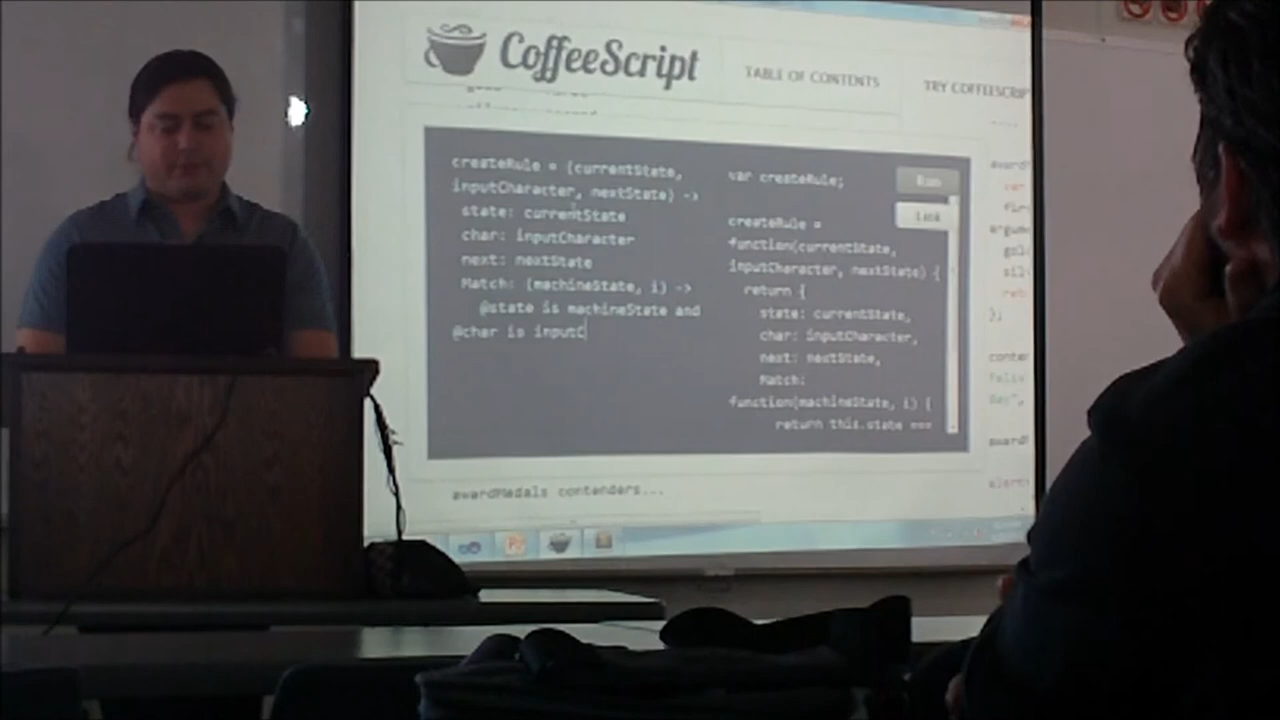 CoffeeScript
TABLE OF CONTENTS
TRY COFFEESCRIP
createRule = (currentState,
inputCharacter, nextState) ->
state: currentState
char: inputCharacter
next: nextState
Match: (machineState, i) ->
@state is machineState and
@char is inputC
var createRule;
createRule =
function(currentState,
inputCharacter, nextState) {
return {
state: currentState,
char: inputCharacter,
next: nextState,
Match:
function(machineState, i) {
return this.state ===
Run
Link
awardMedals contenders...